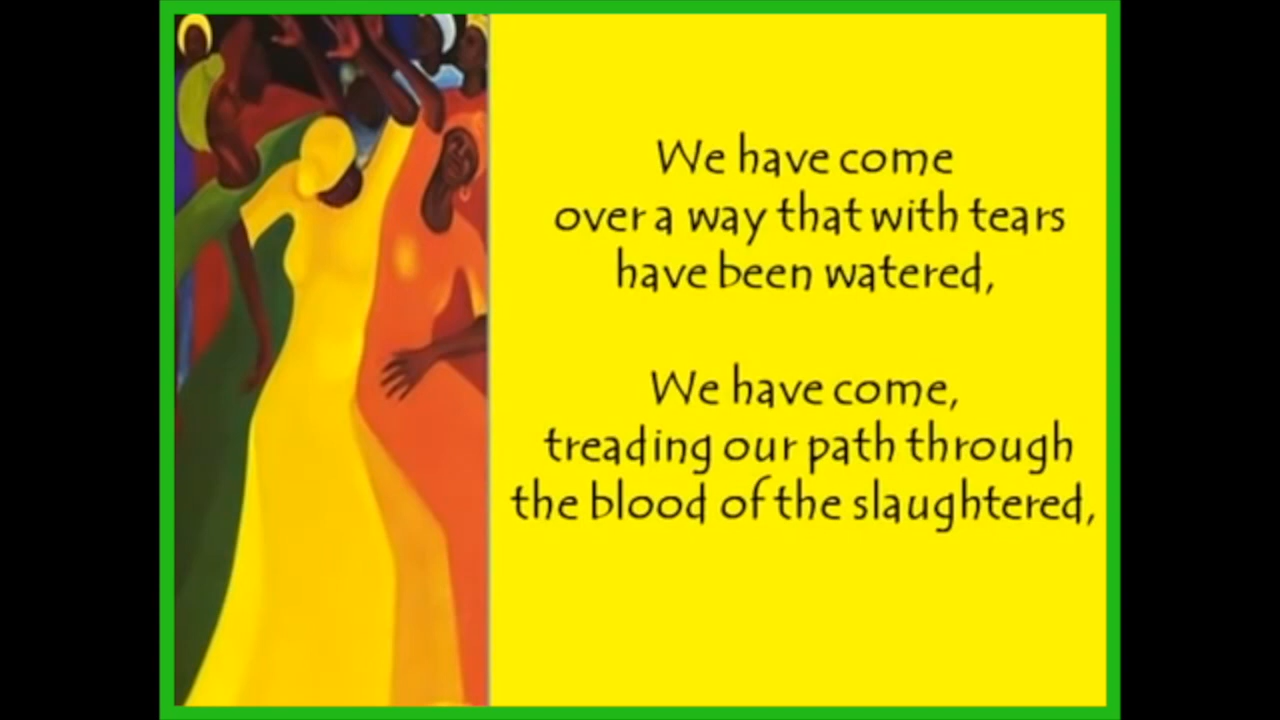 We have come
over a way that with tears
have been watered,
We have come,
treading our path through
the blood of the slaughtered,